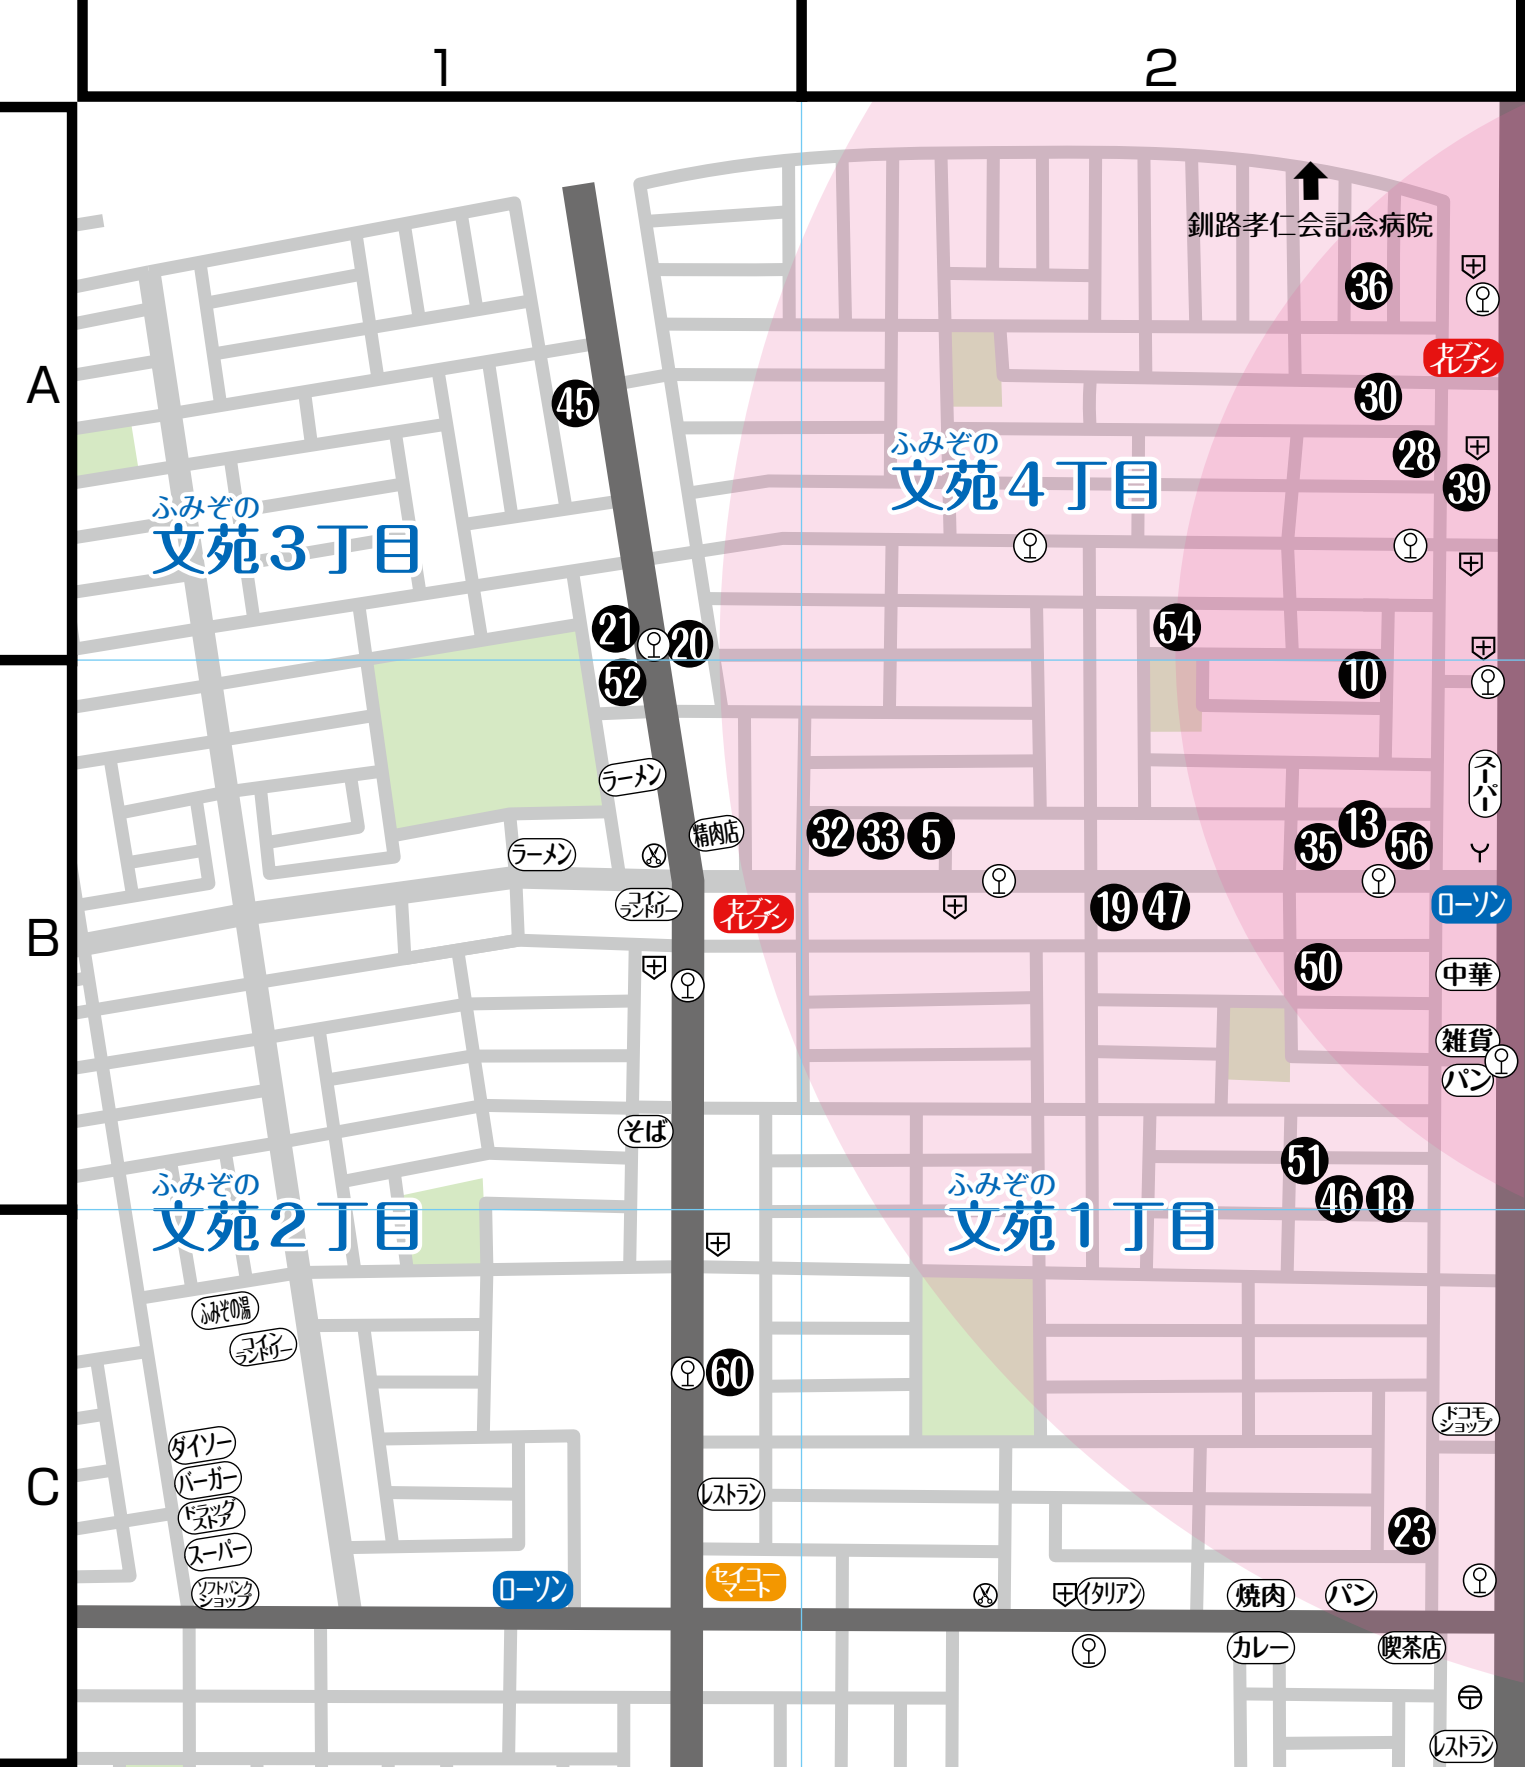 1
2
釧路孝仁会記念病院
36
セブン
イレブン
A
45
30
ふみぞの
文苑4丁目
28
39
ふみぞの
文苑3丁目
21
20
54
52
10
ラーメン
スーパー
精肉店
32
33
5
13
35
56
ラーメン
コイン
ランドリー
セブン
イレブン
19
47
ローソン
B
50
中華
雑貨
パン
そば
51
46
18
ふみぞの
文苑2丁目
ふみぞの
文苑1丁目
ふみぞの湯
コイン
ランドリー
60
ドコモ
ショップ
ダイソー
バーガー
C
レストラン
ドラッグ
ストア
23
スーパー
ソフトバンク
ショップ
ローソン
セイコー
マート
イタリアン
焼肉
パン
カレー
喫茶店
レストラン